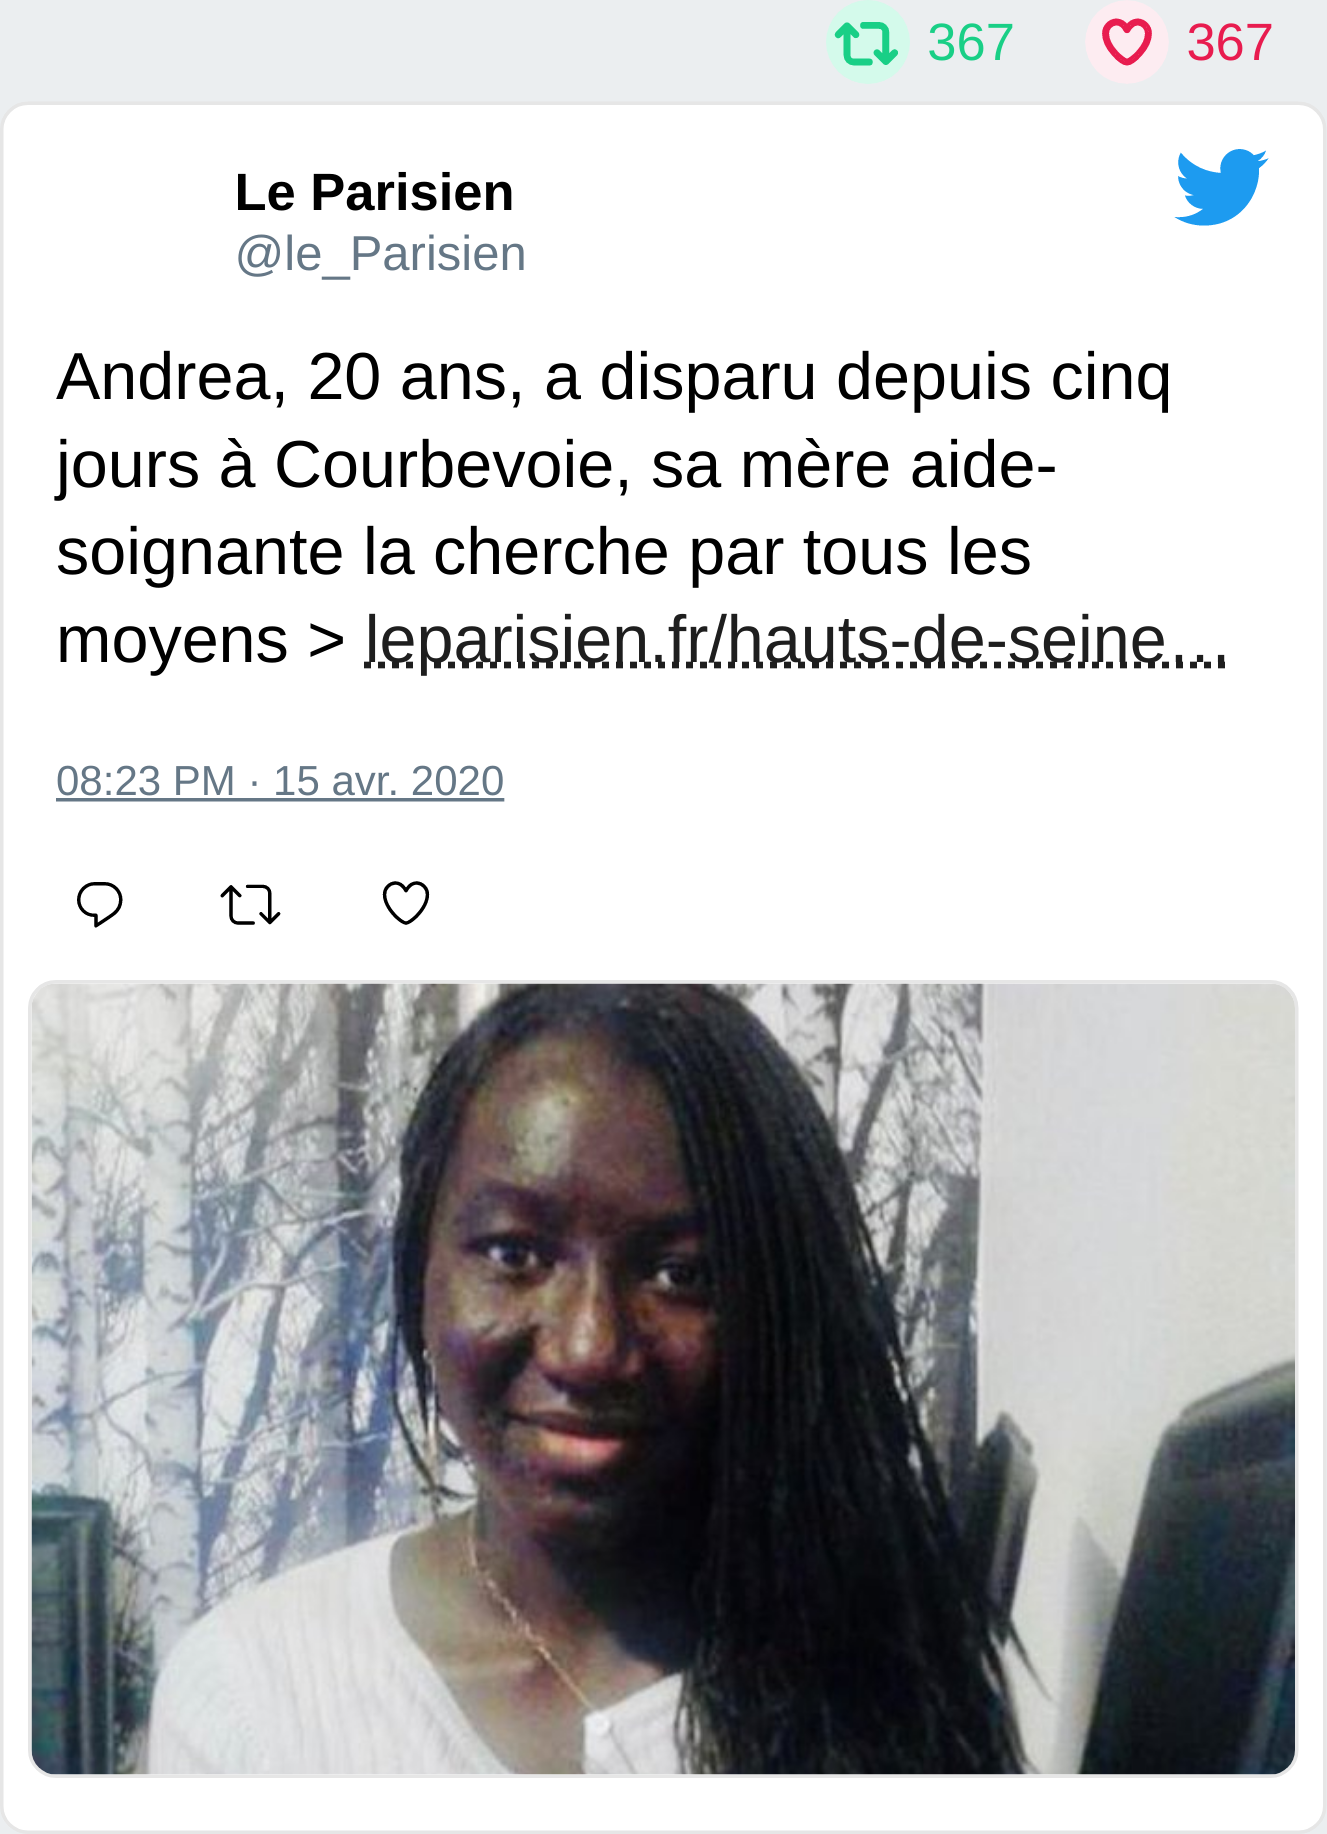 367 367
Le Parisien
@le_Parisien
Andrea, 20 ans, a disparu depuis cinq
jours à Courbevoie, sa mère aide-
soignante la cherche par tous les
moyens > leparisien.fr/hauts-de-seine…
08:23 PM · 15 avr. 2020